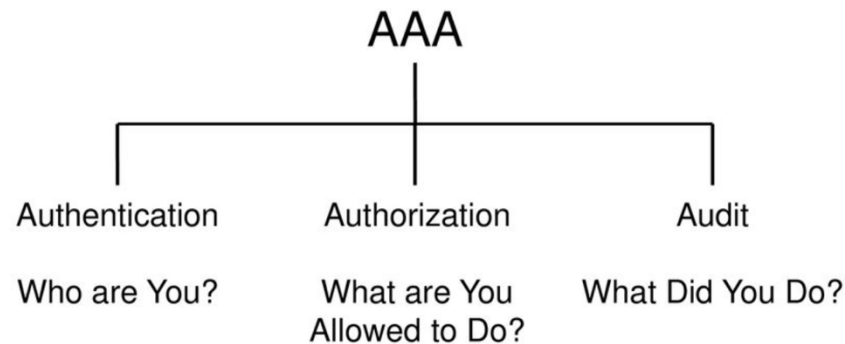 AAA
Authentication
Authorization
Audit
Who are You?
What are You
Allowed to Do?
What Did You Do?